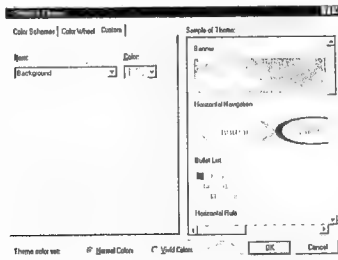 Color Schemes Color Wheel Custom
Item: Color:
Background
Sample of Theme:
Banner
Horizontal Navigation
Bullet List
Horizontal Rule
Theme color set: Normal Colors Vivid Colors
OK Cancel